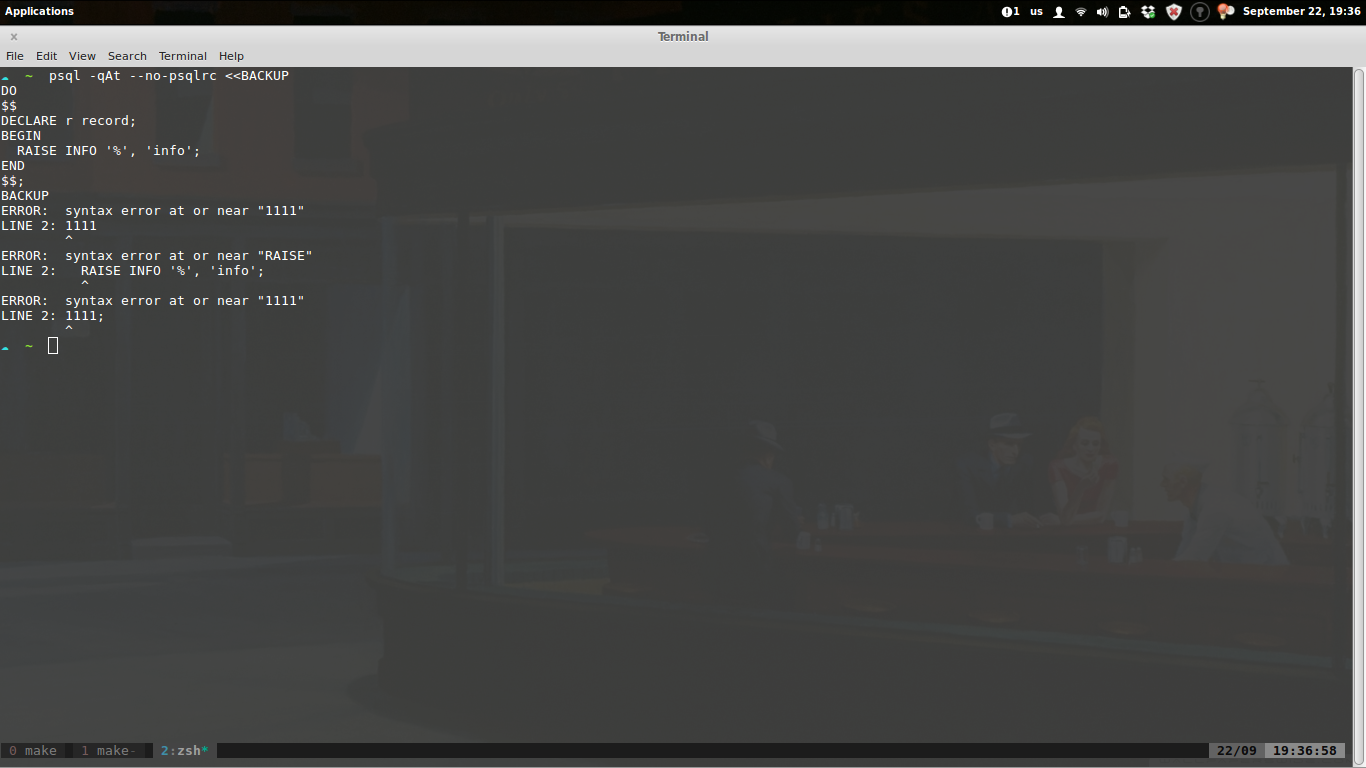 Applications
1 us September 22, 19:36
x Terminal
File Edit View Search Terminal Help
~ psql -qAt --no-psqlrc <<BACKUP
DO
$$
DECLARE r record;
BEGIN
  RAISE INFO '%', 'info';
END
$$;
BACKUP
ERROR:  syntax error at or near "1111"
LINE 2: 1111
        ^
ERROR:  syntax error at or near "RAISE"
LINE 2:   RAISE INFO '%', 'info';
          ^
ERROR:  syntax error at or near "1111"
LINE 2: 1111;
        ^
~
0 make 1 make- 2:zsh* 22/09 19:36:58